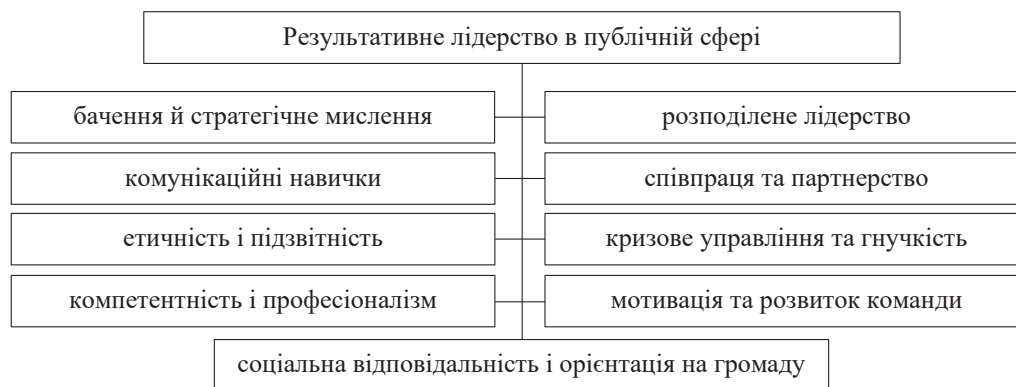 Результативне лідерство в публічній сфері
бачення й стратегічне мислення
розподілене лідерство
комунікаційні навички
співпраця та партнерство
етичність і підзвітність
кризове управління та гнучкість
компетентність і професіоналізм
мотивація та розвиток команди
соціальна відповідальність і орієнтація на громаду